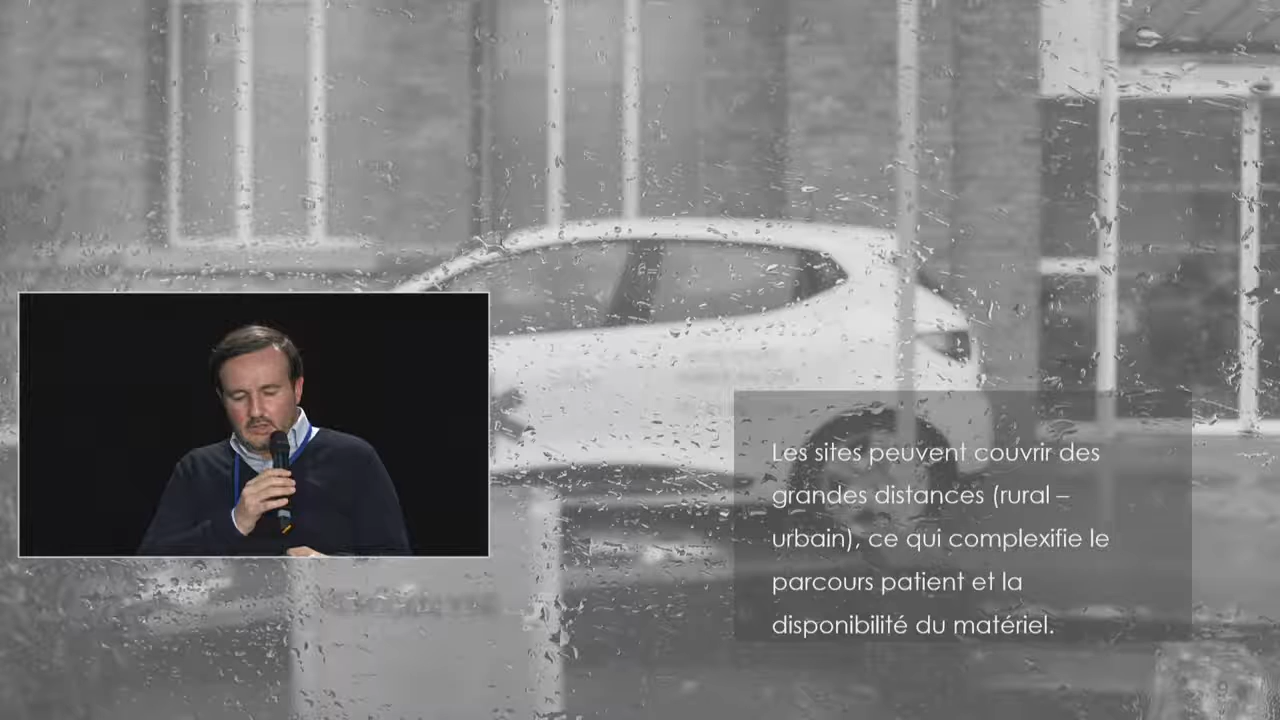 Les sites peuvent couvrir des
grandes distances (rural –
urbain), ce qui complexifie le
parcours patient et la
disponibilité du matériel.